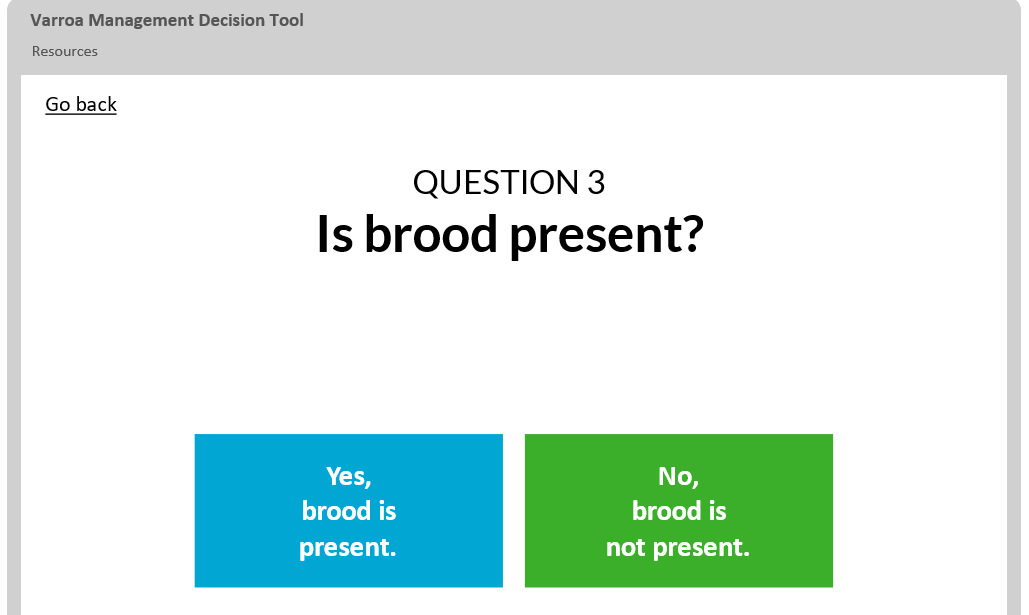 Varroa Management Decision Tool
Resources
Go back
QUESTION 3
Is brood present?
Yes,
brood is
present.
No,
brood is
not present.